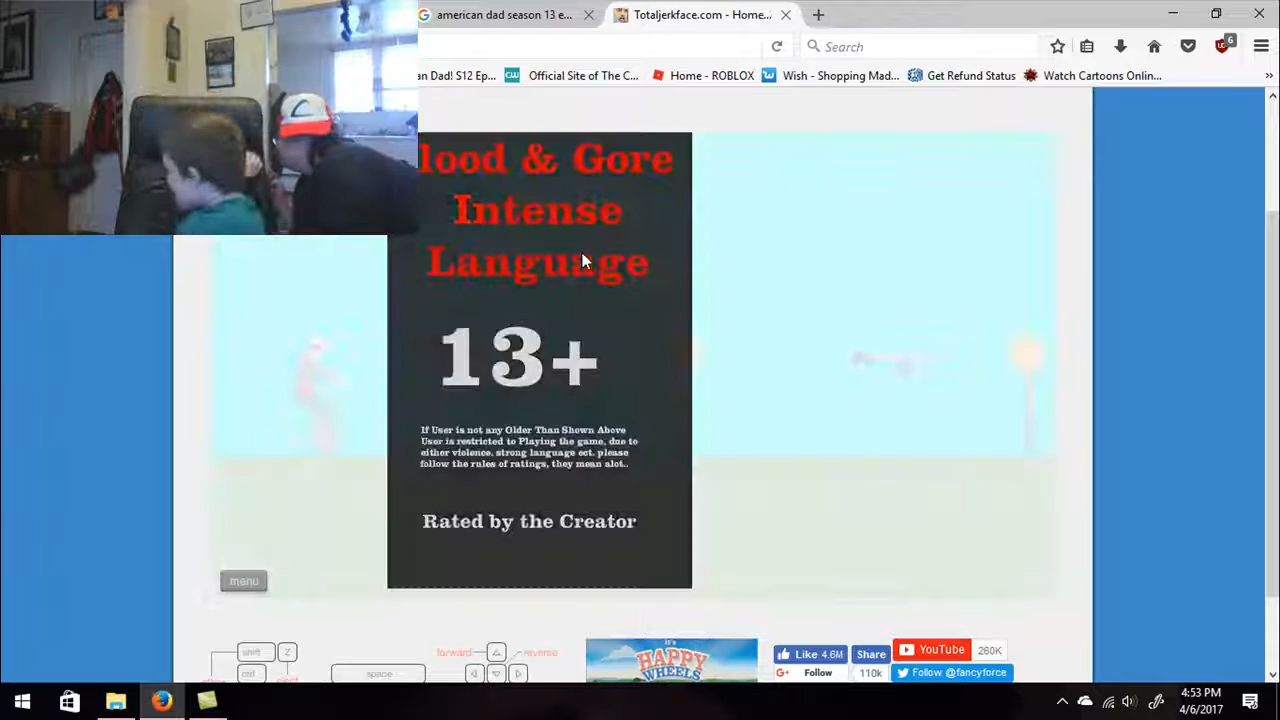 american dad season 13 e...
Totaljerkface.com - Home...
Search
6
an Dad! S12 Ep...
Official Site of The C...
Home - ROBLOX
Wish - Shopping Mad...
Get Refund Status
Watch Cartoons Onlin...
lood & Gore
Intense
Language
13+
If User is not any Older Than Shown Above
User is restricted to Playing the game, due to
either violence, strong language ect. please
follow the rules of ratings, they mean alot..
Rated by the Creator
menu
shift
Z
forward
reverse
ctrl
eject
space
IT'S
HAPPY
WHEELS
Like 4.6M
Share
YouTube
260K
Follow
110k
Follow @fancyforce
4:53 PM
4/6/2017